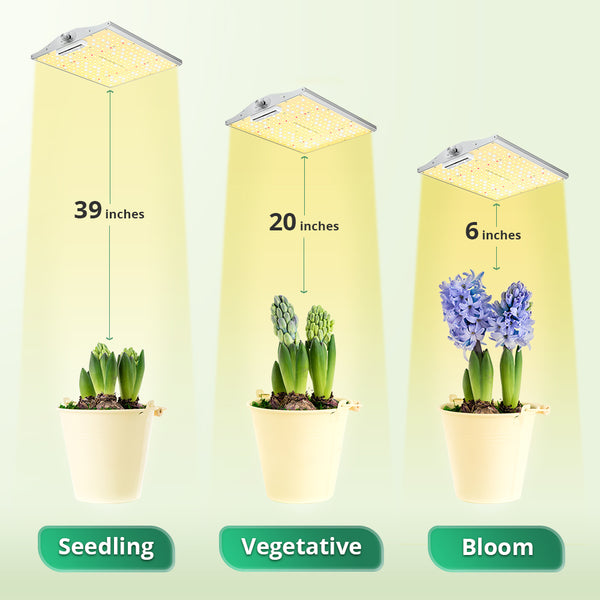 39 inches
20 inches
6 inches
Seedling
Vegetative
Bloom